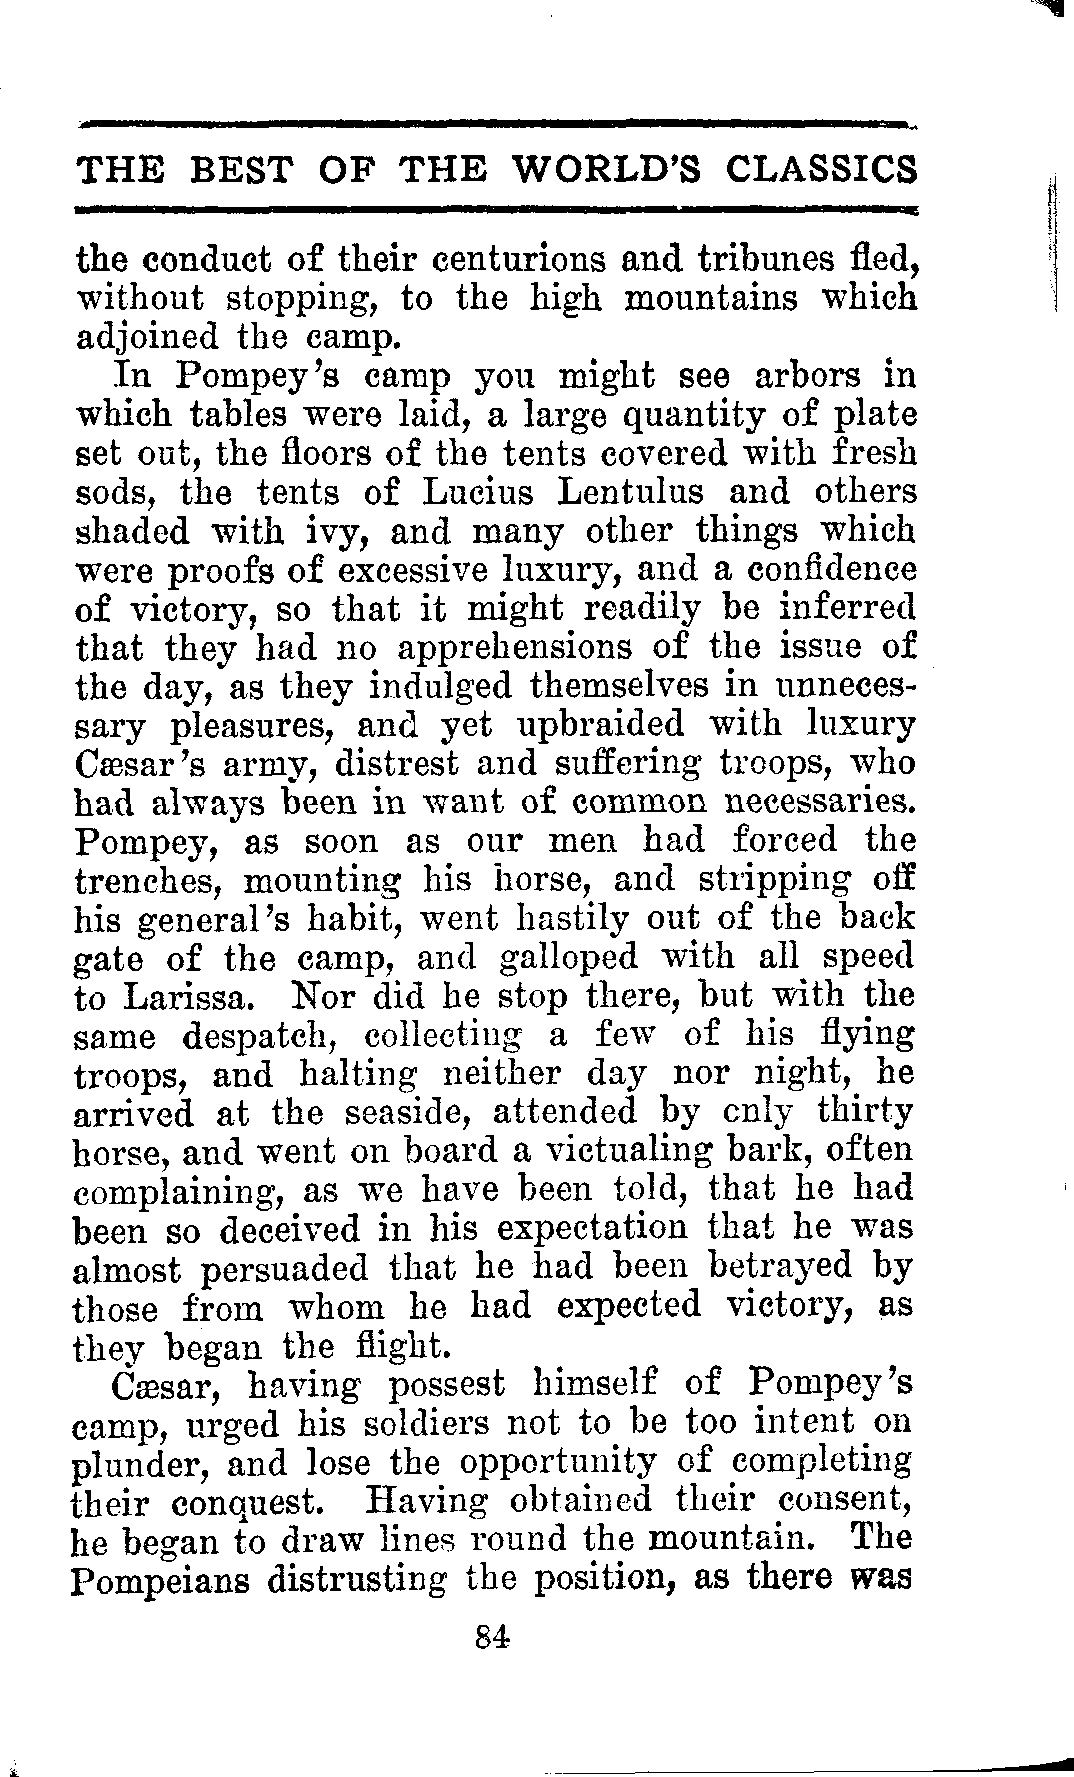 THE BEST OF THE WORLD'S CLASSICS
the conduct of their centurions and tribunes fled,
without stopping, to the high mountains which
adjoined the camp.
In Pompey's camp you might see arbors in
which tables were laid, a large quantity of plate
set out, the floors of the tents covered with fresh
sods, the tents of Lucius Lentulus and others
shaded with ivy, and many other things which
were proofs of excessive luxury, and a confidence
of victory, so that it might readily be inferred
that they had no apprehensions of the issue of
the day, as they indulged themselves in unneces-
sary pleasures, and yet upbraided with luxury
Cæsar's army, distrest and suffering troops, who
had always been in want of common necessaries.
Pompey, as soon as our men had forced the
trenches, mounting his horse, and stripping off
his general's habit, went hastily out of the back
gate of the camp, and galloped with all speed
to Larissa. Nor did he stop there, but with the
same despatch, collecting a few of his flying
troops, and halting neither day nor night, he
arrived at the seaside, attended by only thirty
horse, and went on board a victualing bark, often
complaining, as we have been told, that he had
been so deceived in his expectation that he was
almost persuaded that he had been betrayed by
those from whom he had expected victory, as
they began the flight.
Cæsar, having possest himself of Pompey's
camp, urged his soldiers not to be too intent on
plunder, and lose the opportunity of completing
their conquest. Having obtained their consent,
he began to draw lines round the mountain. The
Pompeians distrusting the position, as there was
84